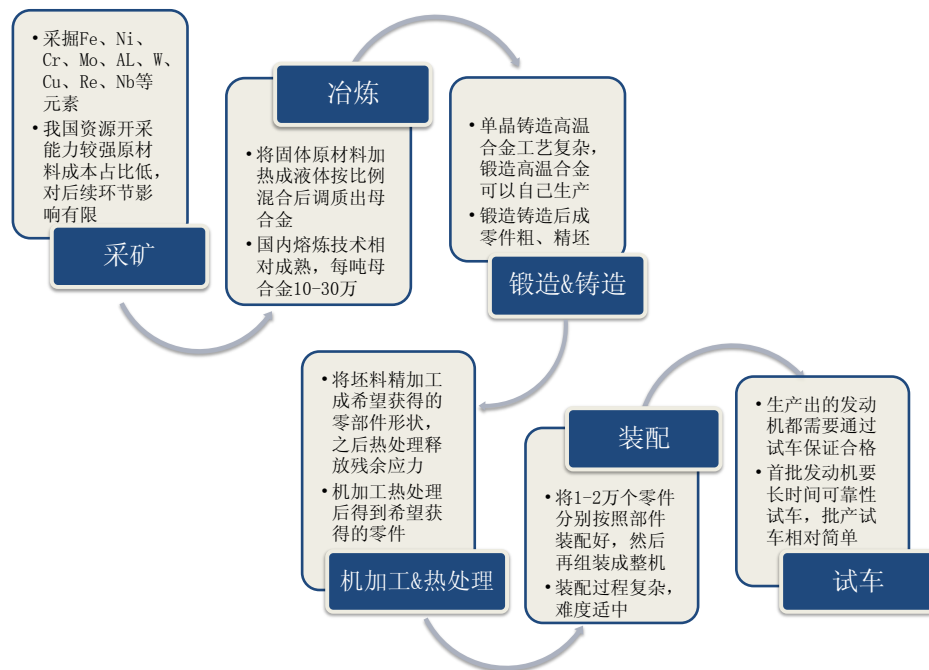 •采掘Fe、Ni、
Cr、Mo、AL、W、
Cu、Re、Nb等
元素
•我国资源开采
能力较强原材
料成本占比低,
对后续环节影
响有限
采矿
冶炼
•将固体原材料加
热成液体按比例
混合后调质出母
合金
•国内熔炼技术相
对成熟，每吨母
合金10-30万
•单晶铸造高温
合金工艺复杂，
锻造高温合金
可以自己生产
•锻造铸造后成
零件粗、精坯
锻造&铸造
•将坯料精加工
成希望获得的
零部件形状，
之后热处理释
放残余应力
•机加工热处理
后得到希望获
得的零件
机加工&热处理
装配
•将1-2万个零件
分别按照部件
装配好，然后
再组装成整机
•装配过程复杂，
难度适中
•生产出的发动
机都需要通过
试车保证合格
•首批发动机要
长时间可靠性
试车，批产试
车相对简单
试车